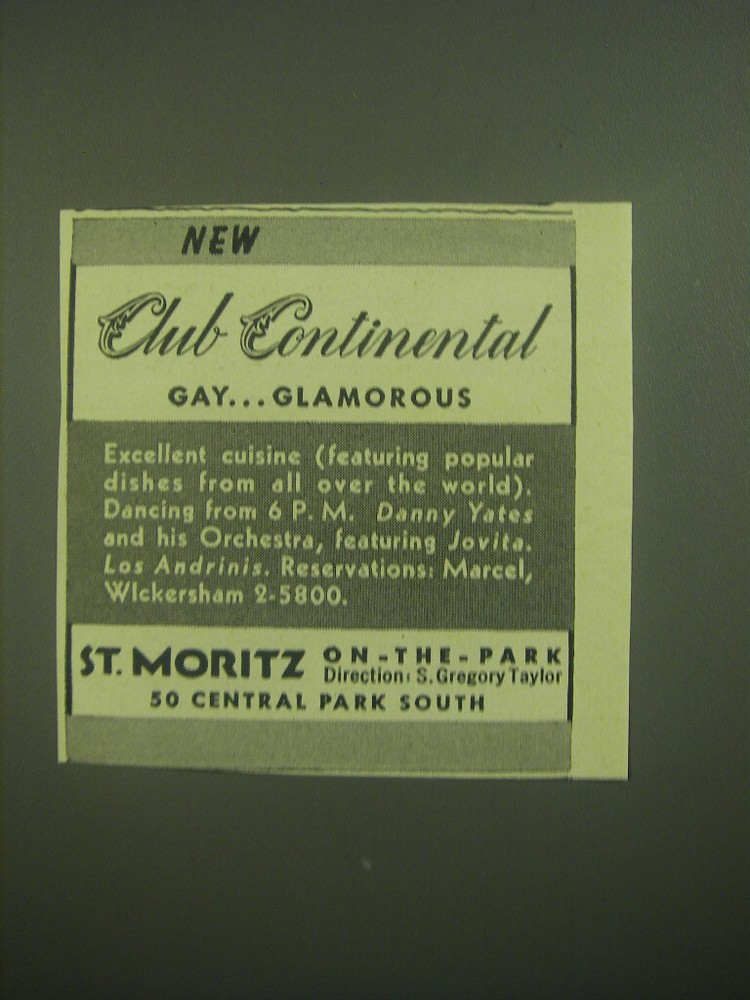 NEW
Club Continental
GAY...GLAMOROUS
Excellent cuisine (featuring popular
dishes from all over the world).
Dancing from 6 P. M. Danny Yates
and his Orchestra, featuring Jovita.
Los Andrinis. Reservations: Marcel,
WIckersham 2-5800.
ST. MORITZ ON-THE-PARK
Direction: S. Gregory Taylor
50 CENTRAL PARK SOUTH